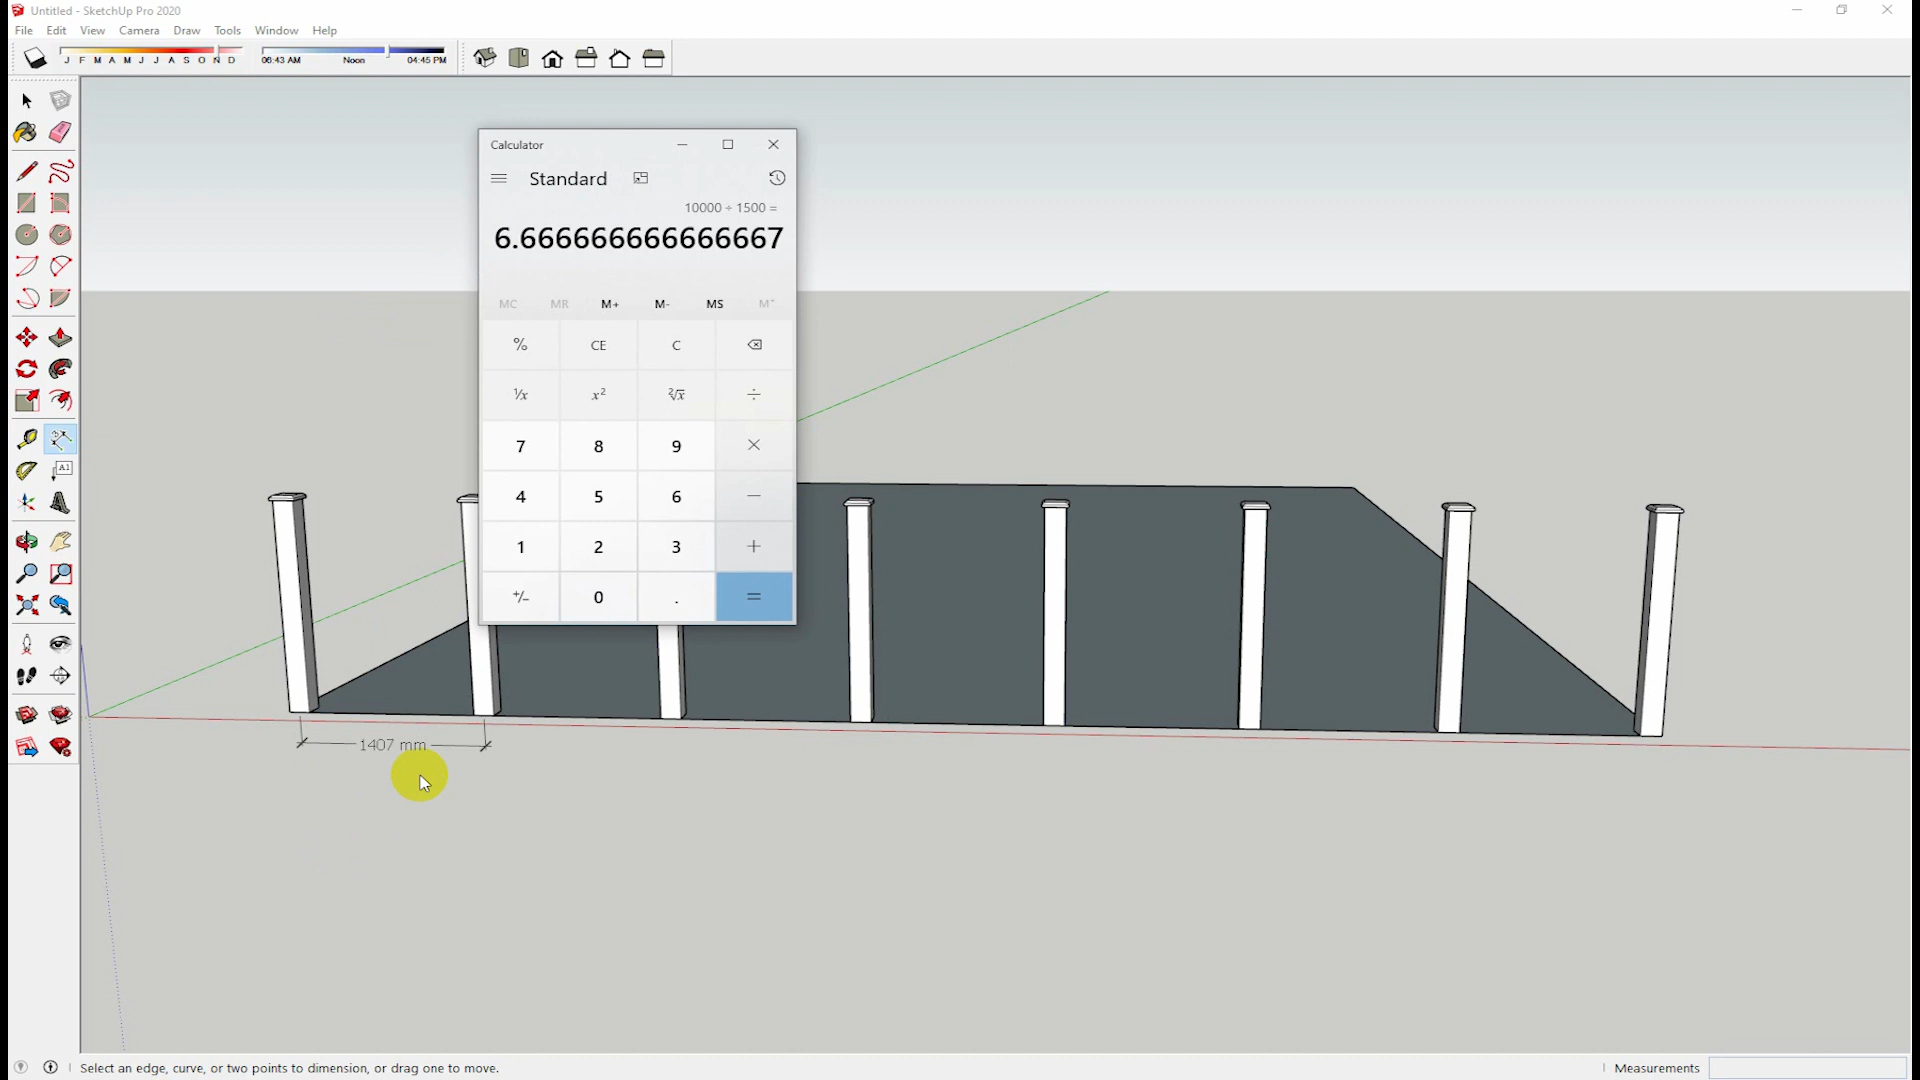 Untitled - SketchUp Pro 2020
File Edit View Camera Draw Tools Window Help
J F M A M J J A S O N D
06:43 AM Noon 04:45 PM
Calculator
Standard
10000 ÷ 1500 =
6.666666666666667
MC MR M+ M- MS M˅
% CE C
¹/x x² ²√x ÷
7 8 9 ×
4 5 6 −
1 2 3 +
+/− 0 . =
A1
1407 mm
Select an edge, curve, or two points to dimension, or drag one to move.
Measurements